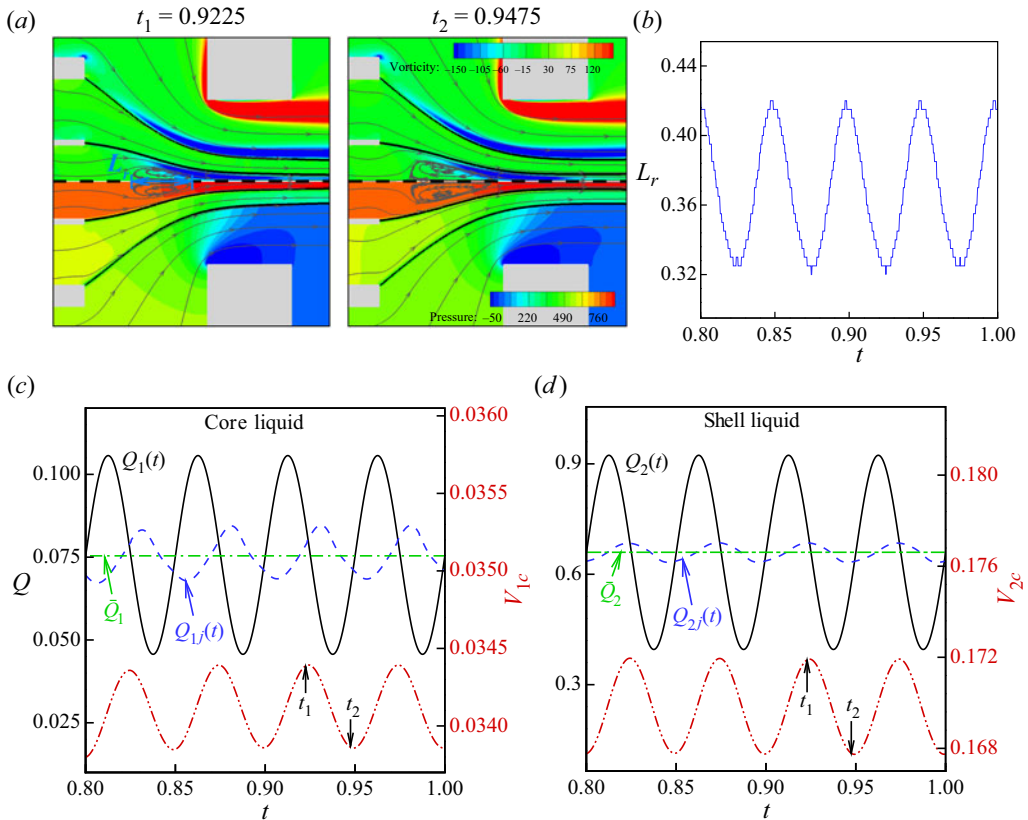 (a) t1 = 0.9225 t2 = 0.9475
Vorticity: –150 –105 –60 –15 30 75 120
Lr
Pressure: –50 220 490 760
(b)
0.44
0.40
Lr
0.36
0.32
0.80 0.85 0.90 0.95 1.00
t
(c)
Core liquid
Q1(t)
0.100
0.075
Q
0.050
0.025
Q̄1
Q1j(t)
t1
t2
0.0360
0.0355
0.0350
V1c
0.0344
0.0340
0.80 0.85 0.90 0.95 1.00
t
(d)
Shell liquid
Q2(t)
0.9
0.6
0.3
Q̄2
Q2j(t)
t1
t2
0.180
0.176
V2c
0.172
0.168
0.80 0.85 0.90 0.95 1.00
t